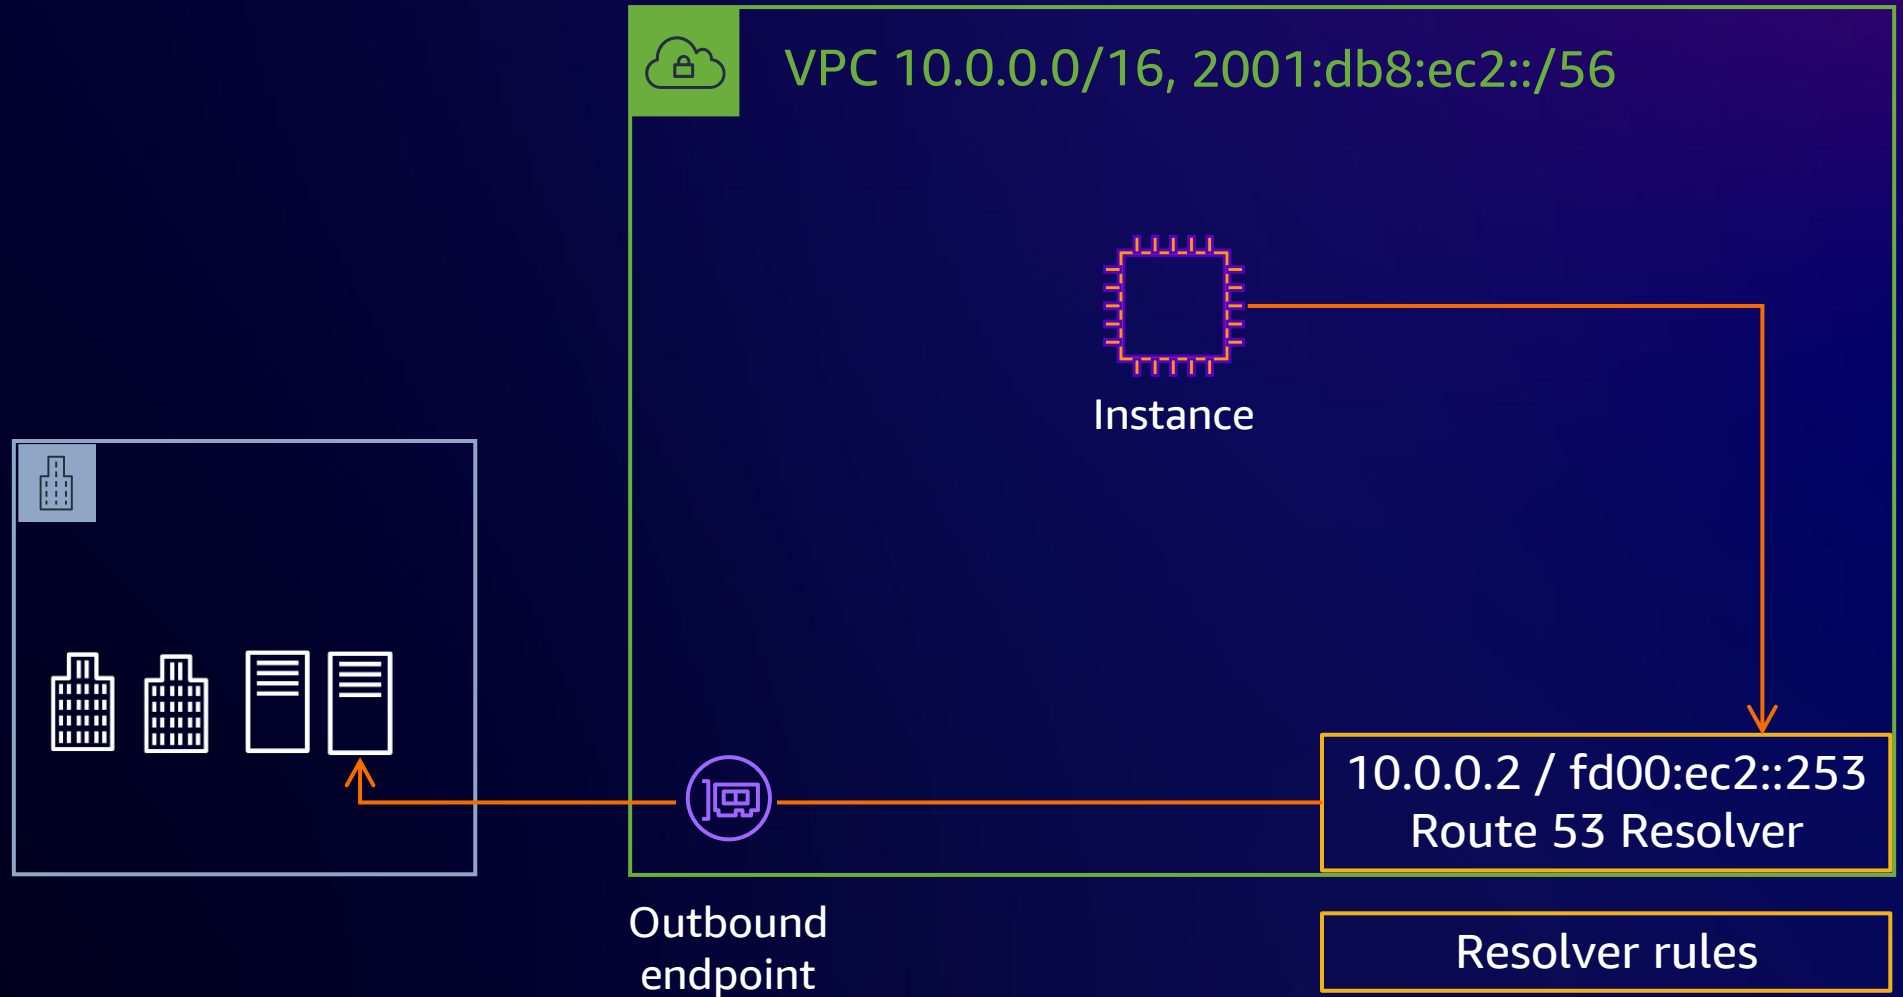 VPC 10.0.0.0/16, 2001:db8:ec2::/56
Instance
10.0.0.2 / fd00:ec2::253
Route 53 Resolver
Outbound
endpoint
Resolver rules